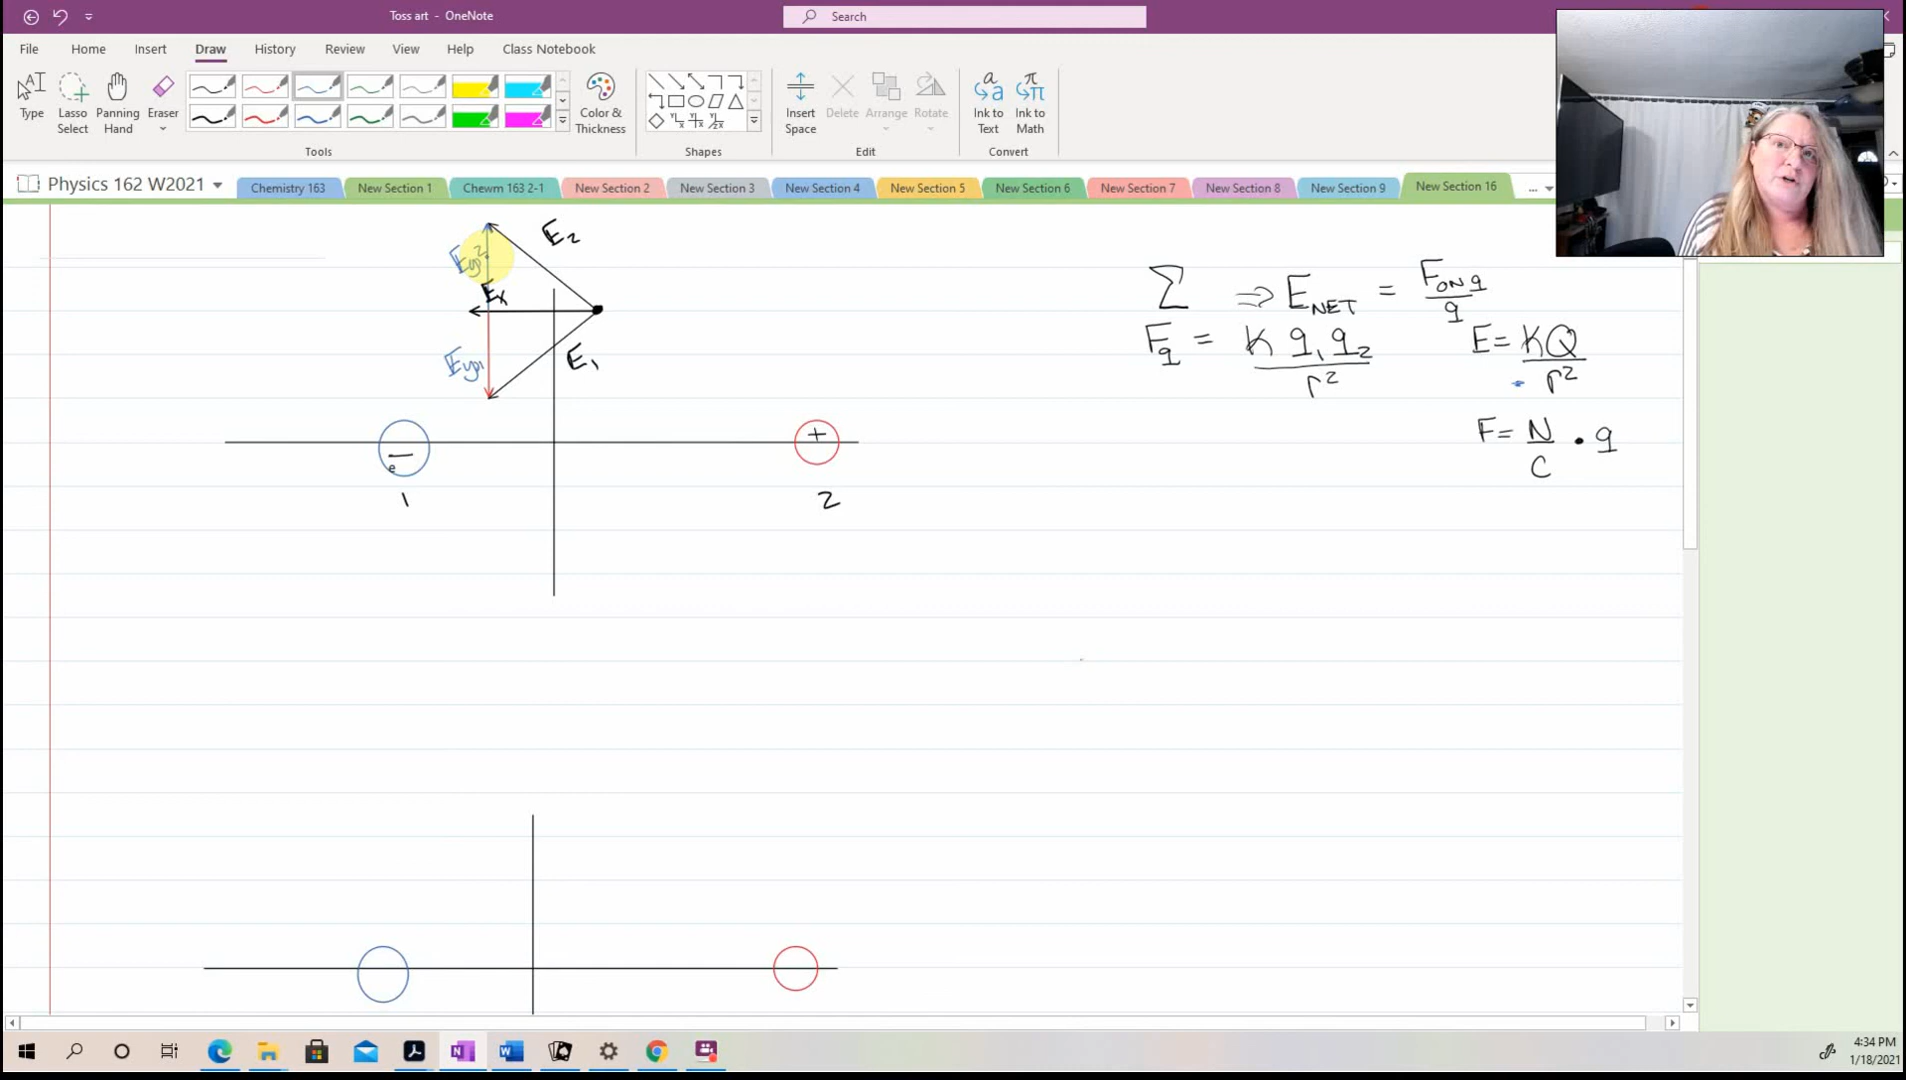 Toss art - OneNote
Search
File Home Insert Draw History Review View Help Class Notebook
Type
Lasso Select
Panning Hand
Eraser
Color & Thickness
Insert Space
Delete
Arrange
Rotate
Ink to Text
Ink to Math
Tools
Shapes
Edit
Convert
Physics 162 W2021
Chemistry 163
New Section 1
Chewm 163 2-1
New Section 2
New Section 3
New Section 4
New Section 5
New Section 6
New Section 7
New Section 8
New Section 9
New Section 16
...
E₂
Ey²
Eₓ
Ey₁
E₁
−
e
+
1
2
Σ ⇒ E_NET = F_ON q / q
F_q = K q₁ q₂ / r²
E = KQ / r²
F = N / C • q
4:34 PM
1/18/2021